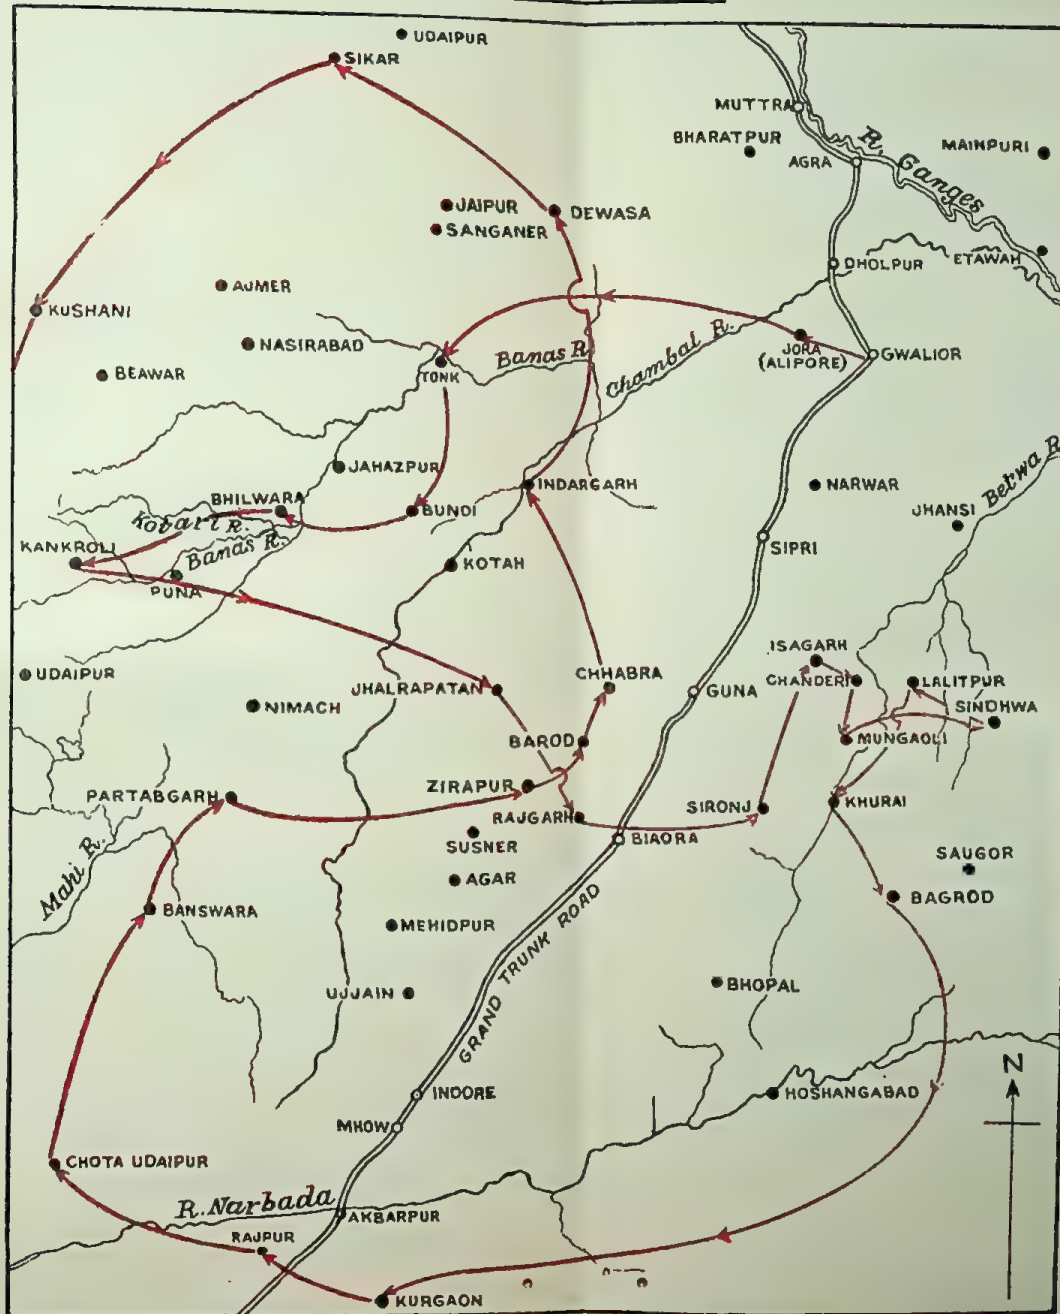 UDAIPUR
SIKAR
MUTTRA
BHARATPUR
AGRA
R. Ganges
MAINPURI
JAIPUR
SANGANER
DEWASA
DHOLPUR
ETAWAH
AJMER
KUSHANI
NASIRABAD
BEAWAR
TONK
Banas R.
Chambal R.
JORA
(ALIPORE)
GWALIOR
JAHAZPUR
INDARGARH
NARWAR
Betwa R
BHILWARA
BUNDI
JHANSI
Kotari R.
KANKROLI
Banas R.
PUNA
KOTAH
SIPRI
UDAIPUR
ISAGARH
CHHABRA
CHANDERI
LALITPUR
JHALRAPATAN
GUNA
SINDHWA
NIMACH
BAROD
MUNGAOLI
PARTABGARH
ZIRAPUR
RAJGARH
SIRONJ
KHURAI
SUSNER
BIAORA
SAUGOR
Mahi R.
AGAR
BAGROD
BANSWARA
MEHIDPUR
GRAND TRUNK ROAD
UJJAIN
BHOPAL
N
INDORE
HOSHANGABAD
MHOW
CHOTA UDAIPUR
R. Narbada
AKBARPUR
RAJPUR
KURGAON